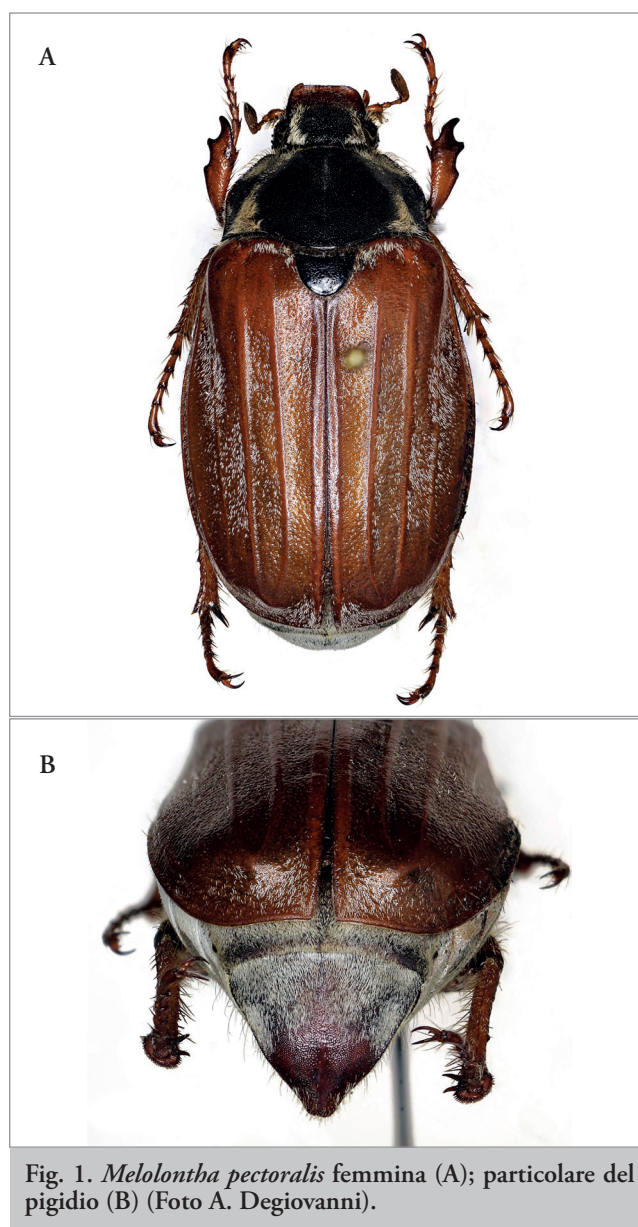 A
B
Fig. 1. Melolontha pectoralis femmina (A); particolare del
pigidio (B) (Foto A. Degiovanni).